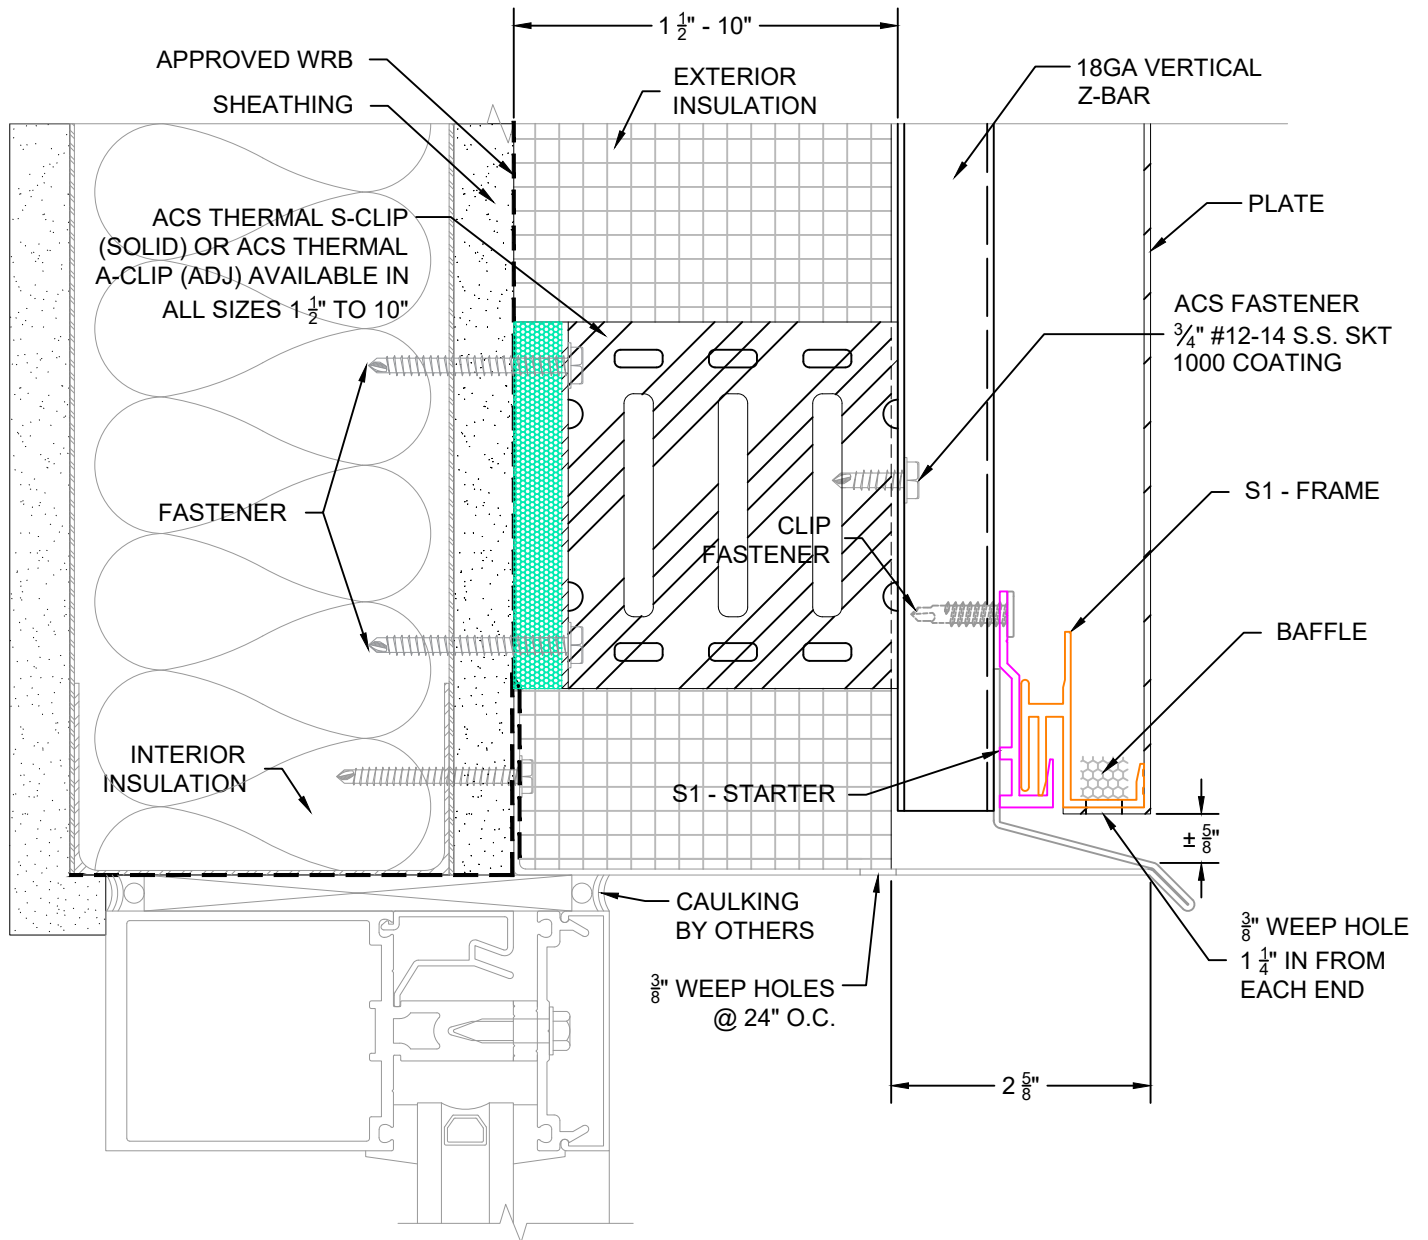 1 1/2" - 10"
APPROVED WRB
SHEATHING
EXTERIOR
INSULATION
18GA VERTICAL
Z-BAR
PLATE
ACS THERMAL S-CLIP
(SOLID) OR ACS THERMAL
A-CLIP (ADJ) AVAILABLE IN
ALL SIZES 1 1/2" TO 10"
ACS FASTENER
3/4" #12-14 S.S. SKT
1000 COATING
FASTENER
CLIP
FASTENER
S1 - FRAME
BAFFLE
INTERIOR
INSULATION
S1 - STARTER
± 5/8"
CAULKING
BY OTHERS
3/8" WEEP HOLES
@ 24" O.C.
3/8" WEEP HOLE
1 1/4" IN FROM
EACH END
2 5/8"